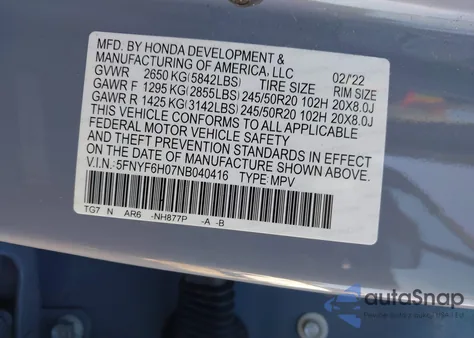 MFD. BY HONDA DEVELOPMENT &
MANUFACTURING OF AMERICA, LLC 02/'22
GVWR 2650 KG(5842LBS) TIRE SIZE RIM SIZE
GAWR F 1295 KG(2855LBS) 245/50R20 102H 20X8.0J
GAWR R 1425 KG(3142LBS) 245/50R20 102H 20X8.0J
THIS VEHICLE CONFORMS TO ALL APPLICABLE
FEDERAL MOTOR VEHICLE SAFETY
AND THEFT PREVENTION STANDARDS IN EFFECT
ON THE DATE OF MANUFACTURE SHOWN ABOVE.
V.I.N.: 5FNYF6H07NB040416 TYPE: MPV
TG7 N AR6 -NH877P -A -B
autoSnap